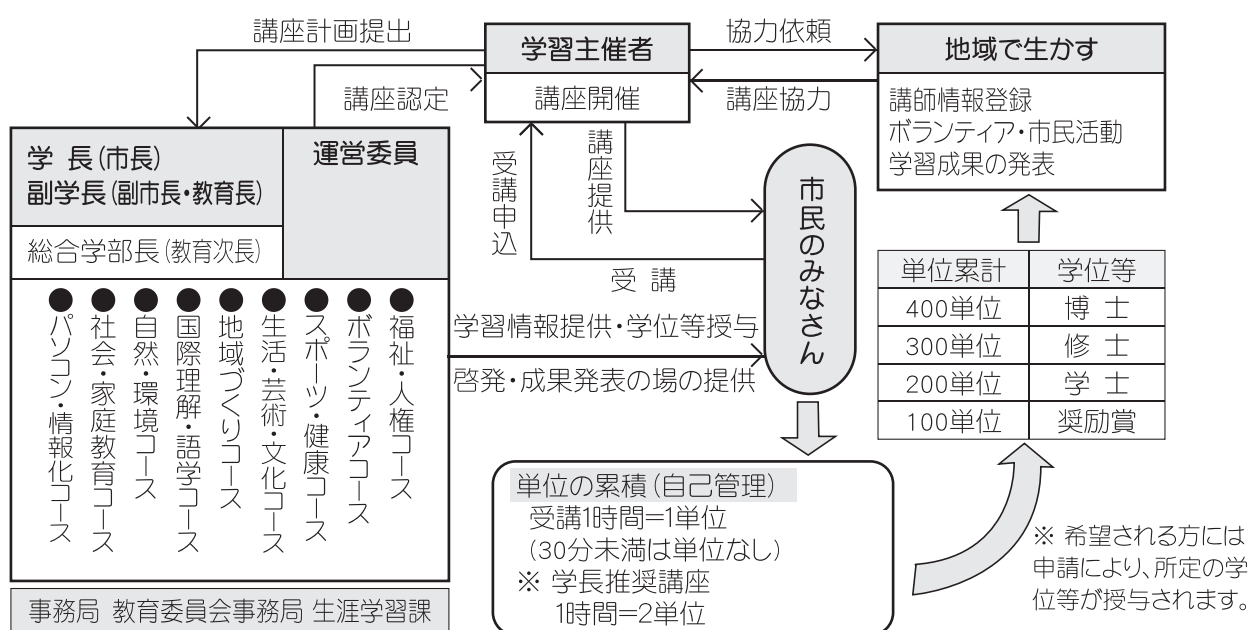 講座計画提出
学習主催者
講座開催
協力依頼
地域で生かす
講座認定
講座協力
講師情報登録
ボランティア・市民活動
学習成果の発表
学 長(市長)
副学長(副市長・教育長)
運営委員
総合学部長(教育次長)
受講申込
講座提供
受 講
市民のみなさん
単位累計 学位等
400単位 博 士
300単位 修 士
200単位 学 士
100単位 奨励賞
●パソコン・情報化コース
●社会・家庭教育コース
●自然・環境コース
●国際理解・語学コース
●地域づくりコース
●生活・芸術・文化コース
●スポーツ・健康コース
●ボランティアコース
●福祉・人権コース
学習情報提供・学位等授与
啓発・成果発表の場の提供
単位の累積(自己管理)
受講1時間=1単位
(30分未満は単位なし)
※ 学長推奨講座
1時間=2単位
※ 希望される方には
申請により、所定の学
位等が授与されます。
事務局 教育委員会事務局 生涯学習課